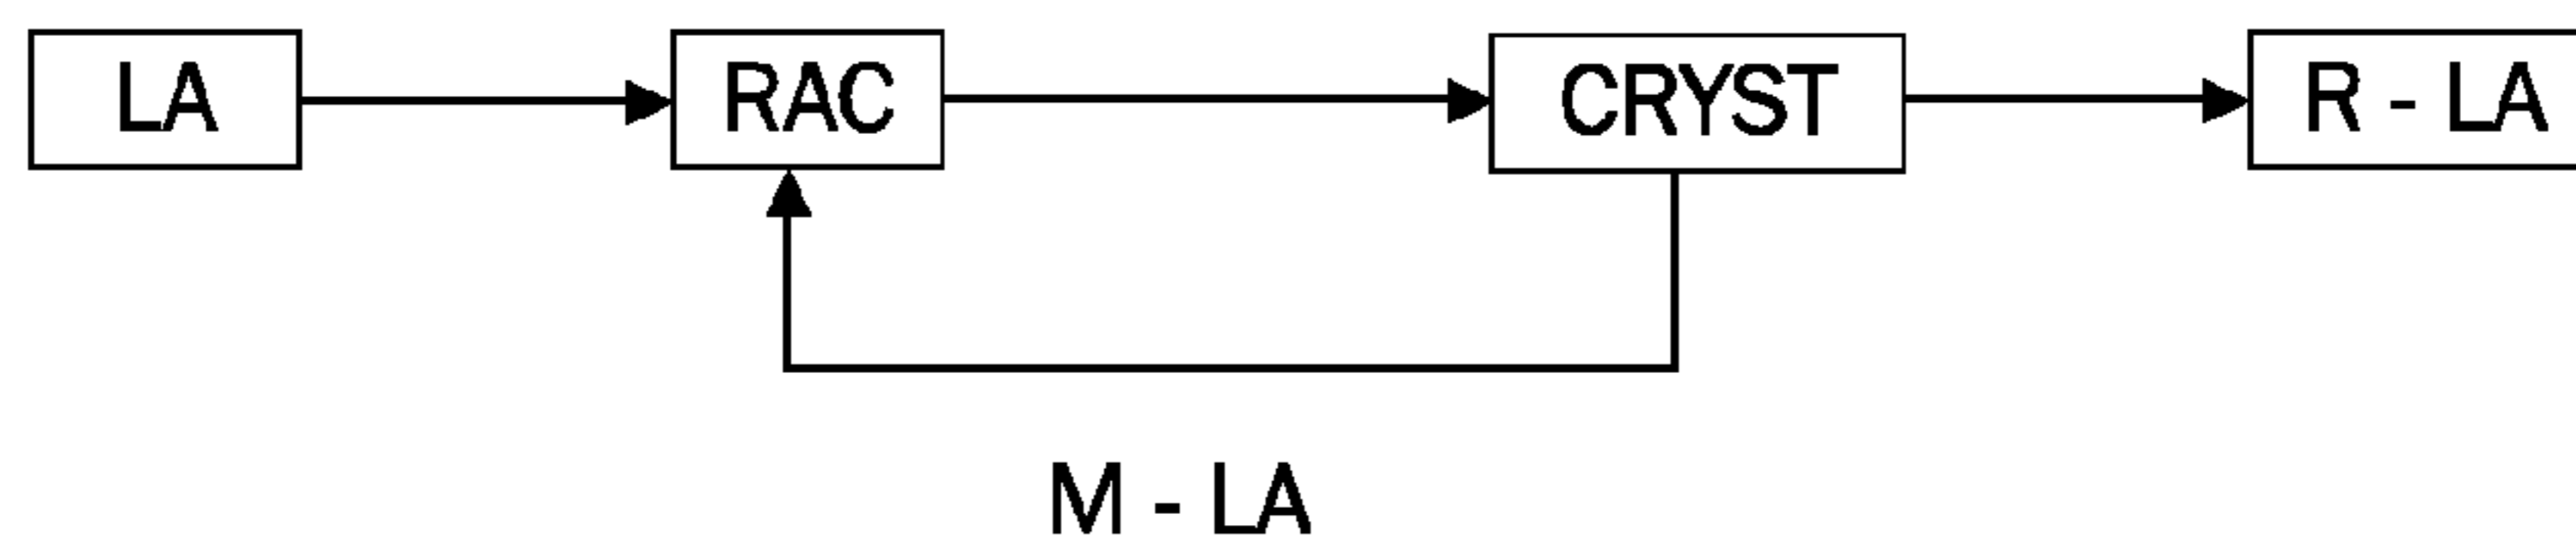 LA
RAC
CRYST
R - LA
M - LA